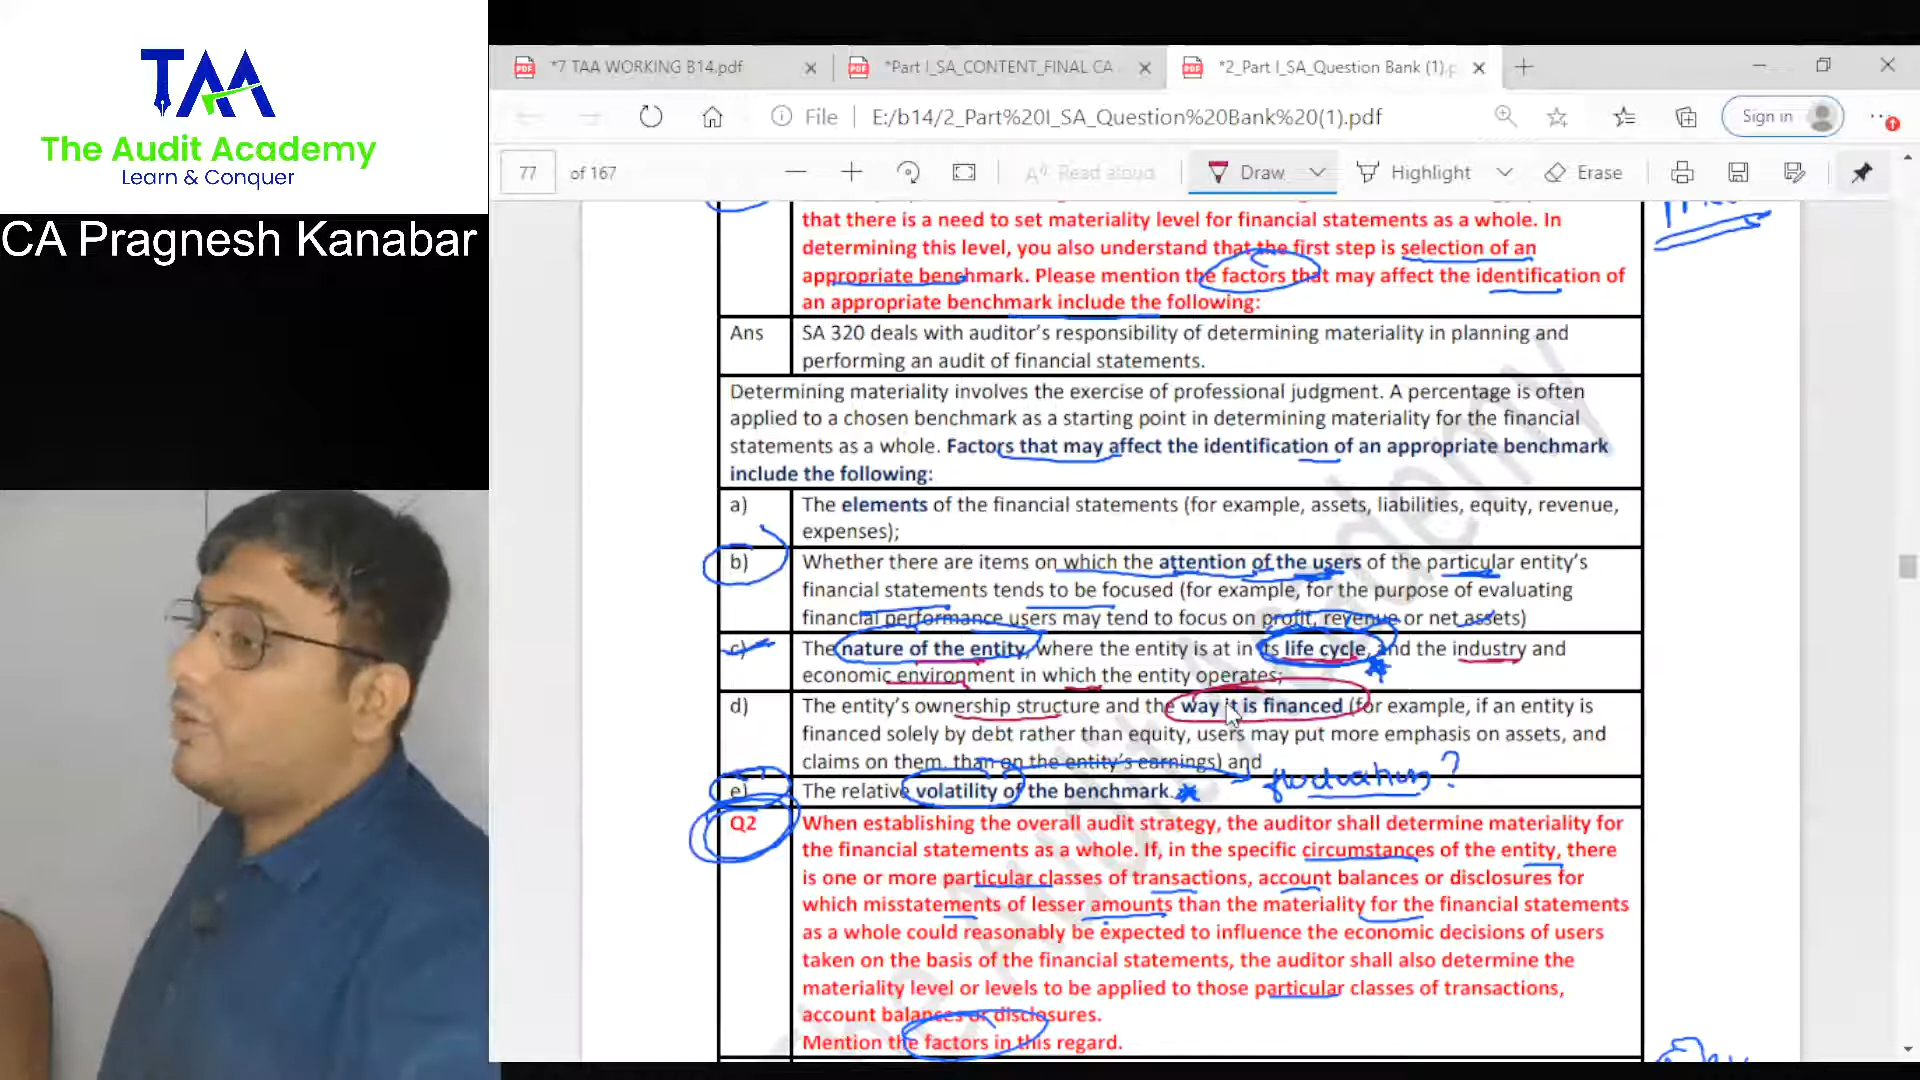 TAA
The Audit Academy
Learn & Conquer
CA Pragnesh Kanabar
*7 TAA WORKING B14.pdf
*Part I_SA_CONTENT_FINAL CA
*2_Part I_SA_Question Bank (1).p
File
E:/b14/2_Part%20I_SA_Question%20Bank%20(1).pdf
Sign in
77 of 167
Read aloud
Draw
Highlight
Erase
that there is a need to set materiality level for financial statements as a whole. In
determining this level, you also understand that the first step is selection of an
appropriate benchmark. Please mention the factors that may affect the identification of
an appropriate benchmark include the following:
Ans
SA 320 deals with auditor's responsibility of determining materiality in planning and
performing an audit of financial statements.
Determining materiality involves the exercise of professional judgment. A percentage is often
applied to a chosen benchmark as a starting point in determining materiality for the financial
statements as a whole. Factors that may affect the identification of an appropriate benchmark
include the following:
a)
The elements of the financial statements (for example, assets, liabilities, equity, revenue,
expenses);
b)
Whether there are items on which the attention of the users of the particular entity's
financial statements tends to be focused (for example, for the purpose of evaluating
financial performance users may tend to focus on profit, revenue or net assets)
c)
The nature of the entity, where the entity is at in its life cycle, and the industry and
economic environment in which the entity operates;
d)
The entity's ownership structure and the way it is financed (for example, if an entity is
financed solely by debt rather than equity, users may put more emphasis on assets, and
claims on them, than on the entity's earnings) and
fluctuations?
e)
The relative volatility of the benchmark.
Q2
When establishing the overall audit strategy, the auditor shall determine materiality for
the financial statements as a whole. If, in the specific circumstances of the entity, there
is one or more particular classes of transactions, account balances or disclosures for
which misstatements of lesser amounts than the materiality for the financial statements
as a whole could reasonably be expected to influence the economic decisions of users
taken on the basis of the financial statements, the auditor shall also determine the
materiality level or levels to be applied to those particular classes of transactions,
account balances or disclosures.
Mention the factors in this regard.